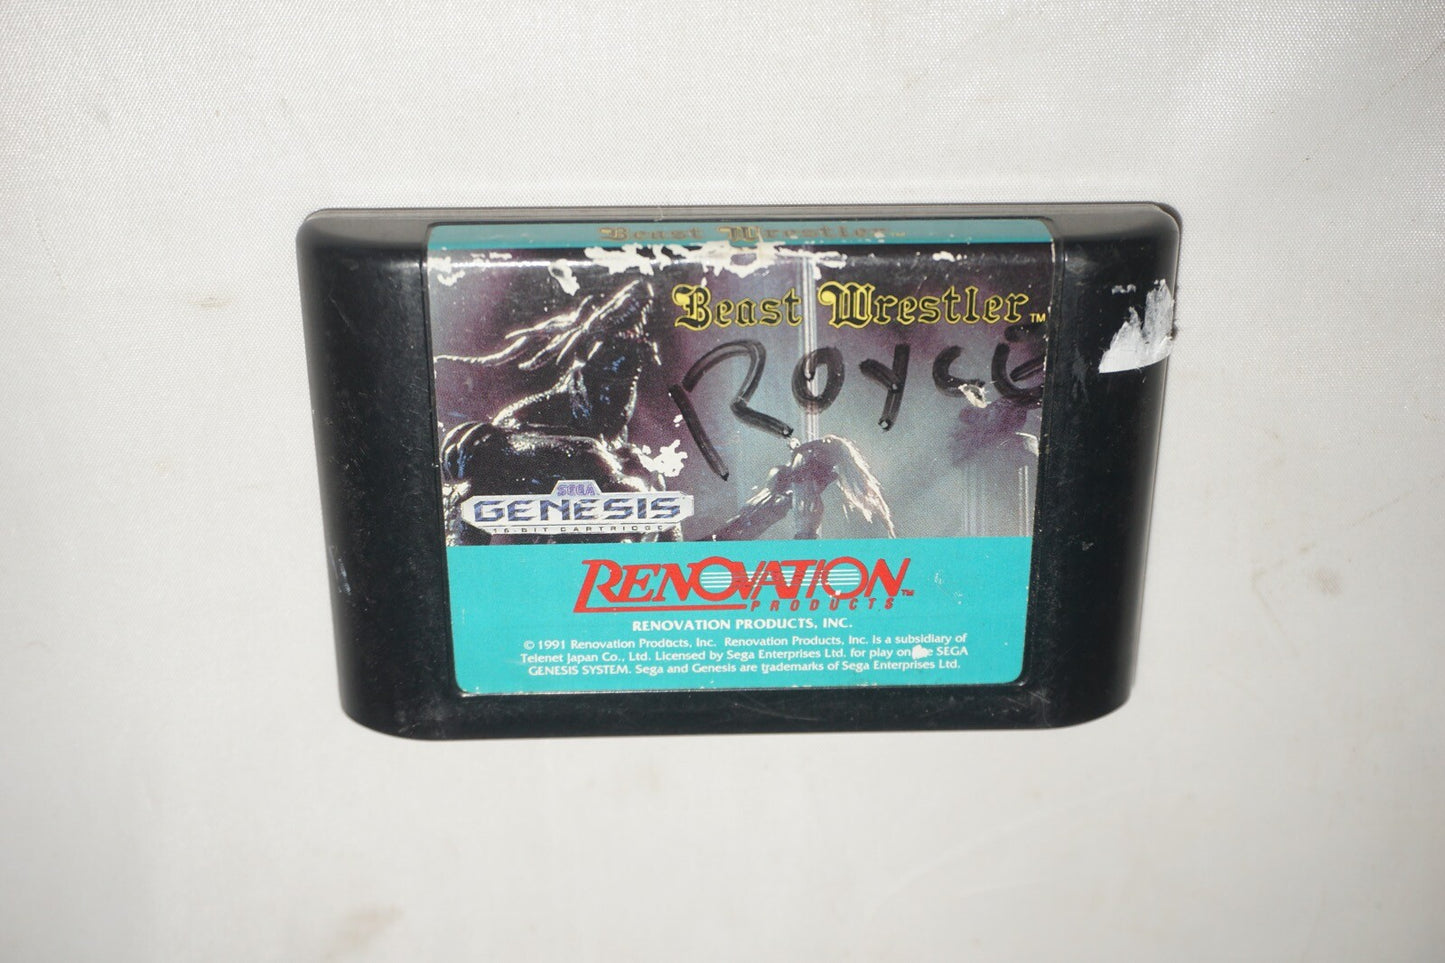 Beast Wrestler™
Beast Wrestler™
ROYCE
SEGA
GENESIS
16-BIT CARTRIDGE
RENOVATION™
PRODUCTS
RENOVATION PRODUCTS, INC.
© 1991 Renovation Products, Inc. Renovation Products, Inc. is a subsidiary of
Telenet Japan Co., Ltd. Licensed by Sega Enterprises Ltd. for play on the SEGA
GENESIS SYSTEM. Sega and Genesis are trademarks of Sega Enterprises Ltd.